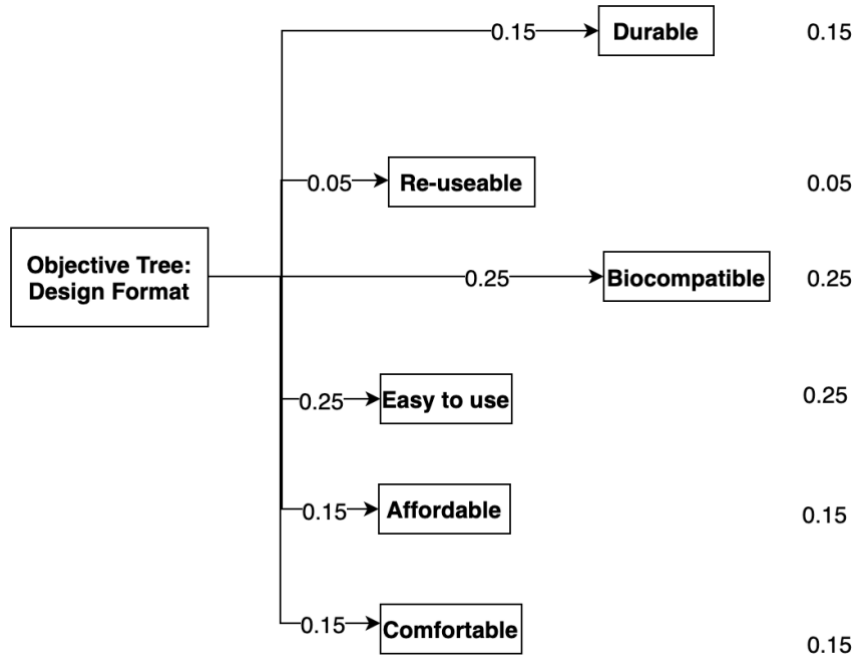 0.15 Durable 0.15
0.05 Re-useable 0.05
Objective Tree:
Design Format
0.25 Biocompatible 0.25
0.25 Easy to use 0.25
0.15 Affordable 0.15
0.15 Comfortable 0.15